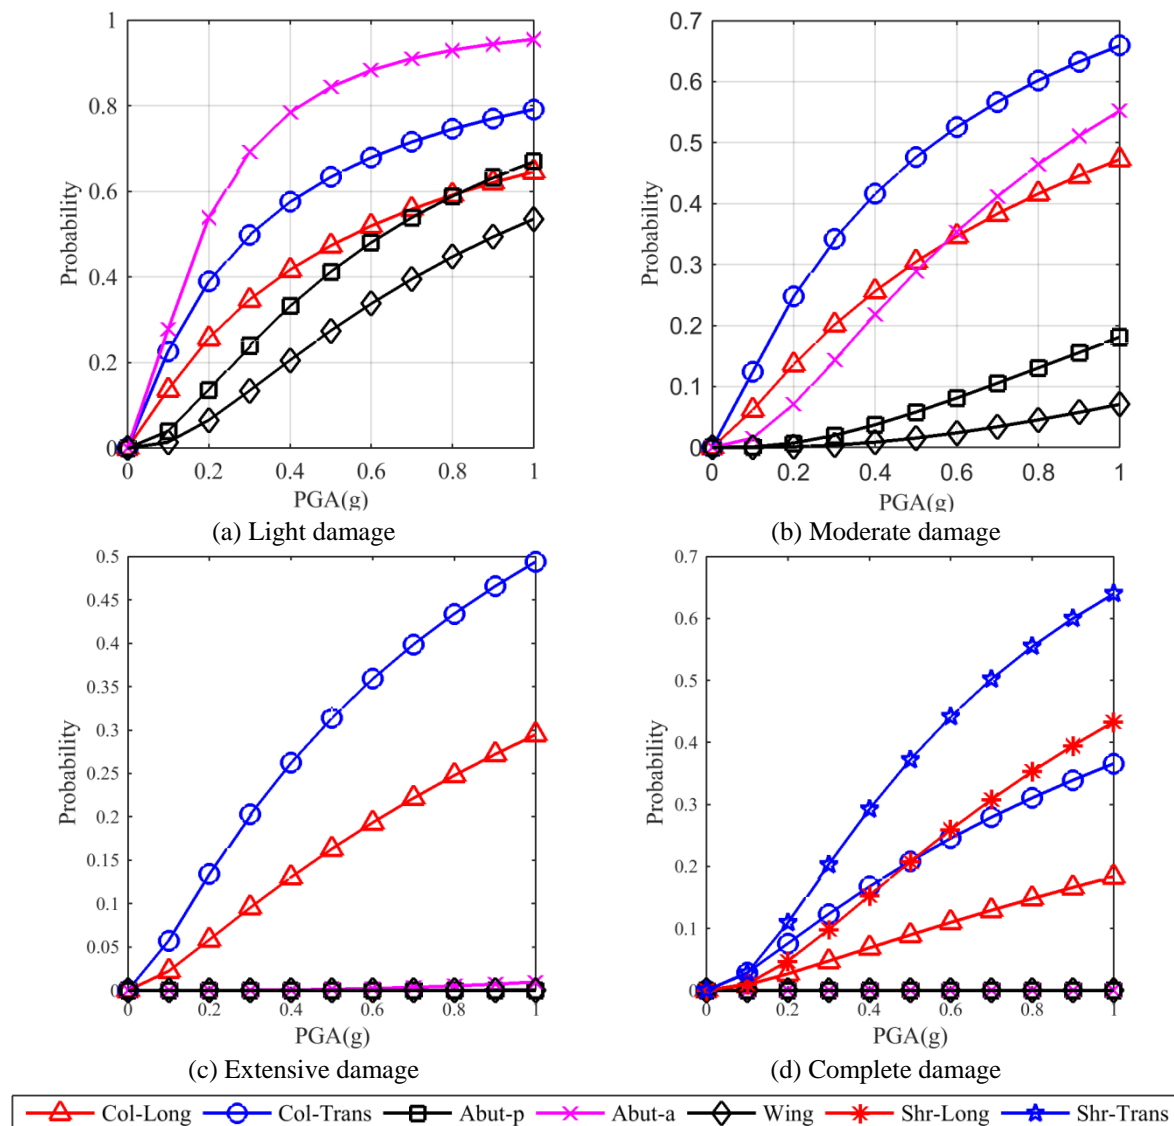 1
0.8
0.6
0.4
0.2
0
Probability
0 0.2 0.4 0.6 0.8 1
PGA(g)
(a) Light damage
0.7
0.6
0.5
0.4
0.3
0.2
0.1
0
Probability
0 0.2 0.4 0.6 0.8 1
PGA(g)
(b) Moderate damage
0.5
0.45
0.4
0.35
0.3
0.25
0.2
0.15
0.1
0.05
0
Probability
0 0.2 0.4 0.6 0.8 1
PGA(g)
(c) Extensive damage
0.7
0.6
0.5
0.4
0.3
0.2
0.1
0
Probability
0 0.2 0.4 0.6 0.8 1
PGA(g)
(d) Complete damage
Col-Long Col-Trans Abut-p Abut-a Wing Shr-Long Shr-Trans